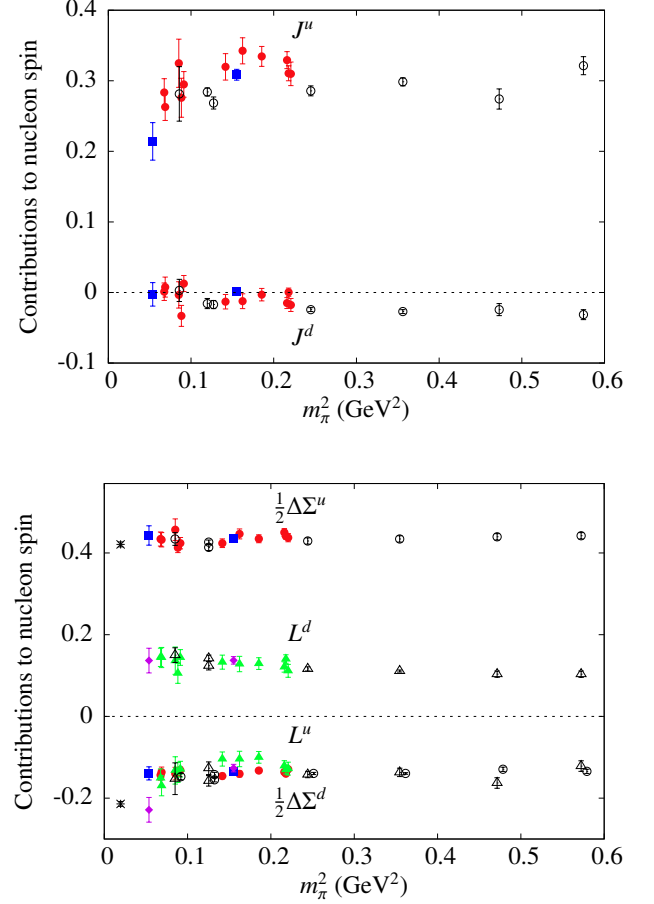 Contributions to nucleon spin
0.4
0.3
0.2
0.1
0
-0.1
J^u
J^d
0 0.1 0.2 0.3 0.4 0.5 0.6
m_π^2 (GeV^2)
Contributions to nucleon spin
0.4
0.2
0
-0.2
½ΔΣ^u
L^d
L^u
½ΔΣ^d
0 0.1 0.2 0.3 0.4 0.5 0.6
m_π^2 (GeV^2)